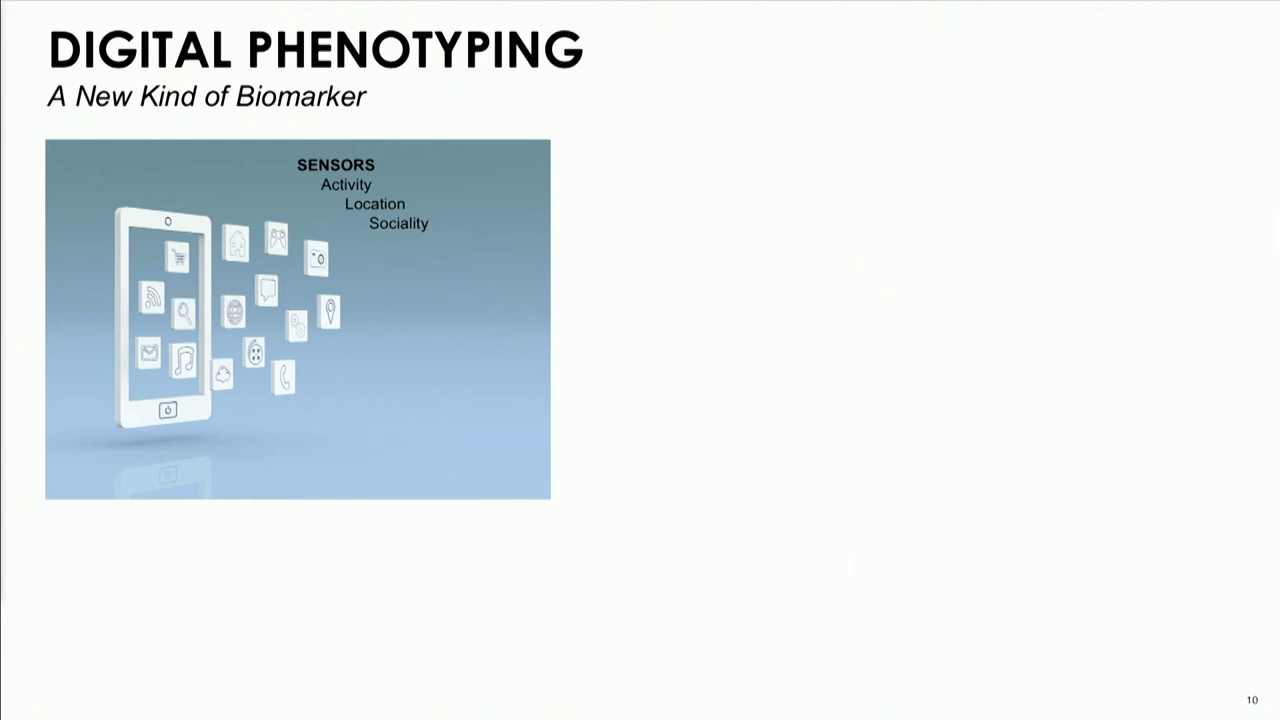 DIGITAL PHENOTYPING
A New Kind of Biomarker
SENSORS
Activity
Location
Sociality
10